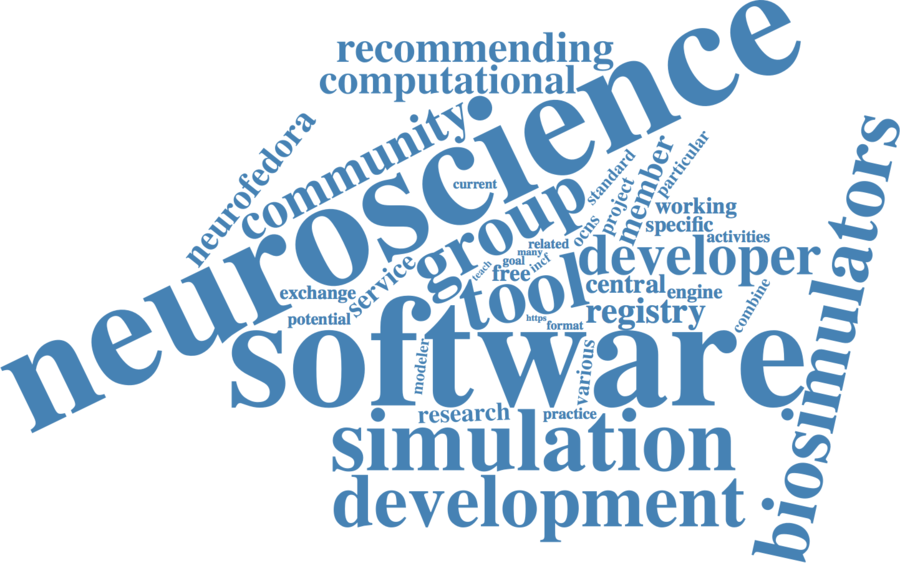 neuroscience
recommending
computational
community
neurofedora
current
group
standard
project
member
particular
ocns
working
specific
activities
related
many
goal
incf
teach
free
tool
developer
central
engine
registry
combine
exchange
service
potential
https
format
software
modeler
various
research
practice
simulation
development
biosimulators